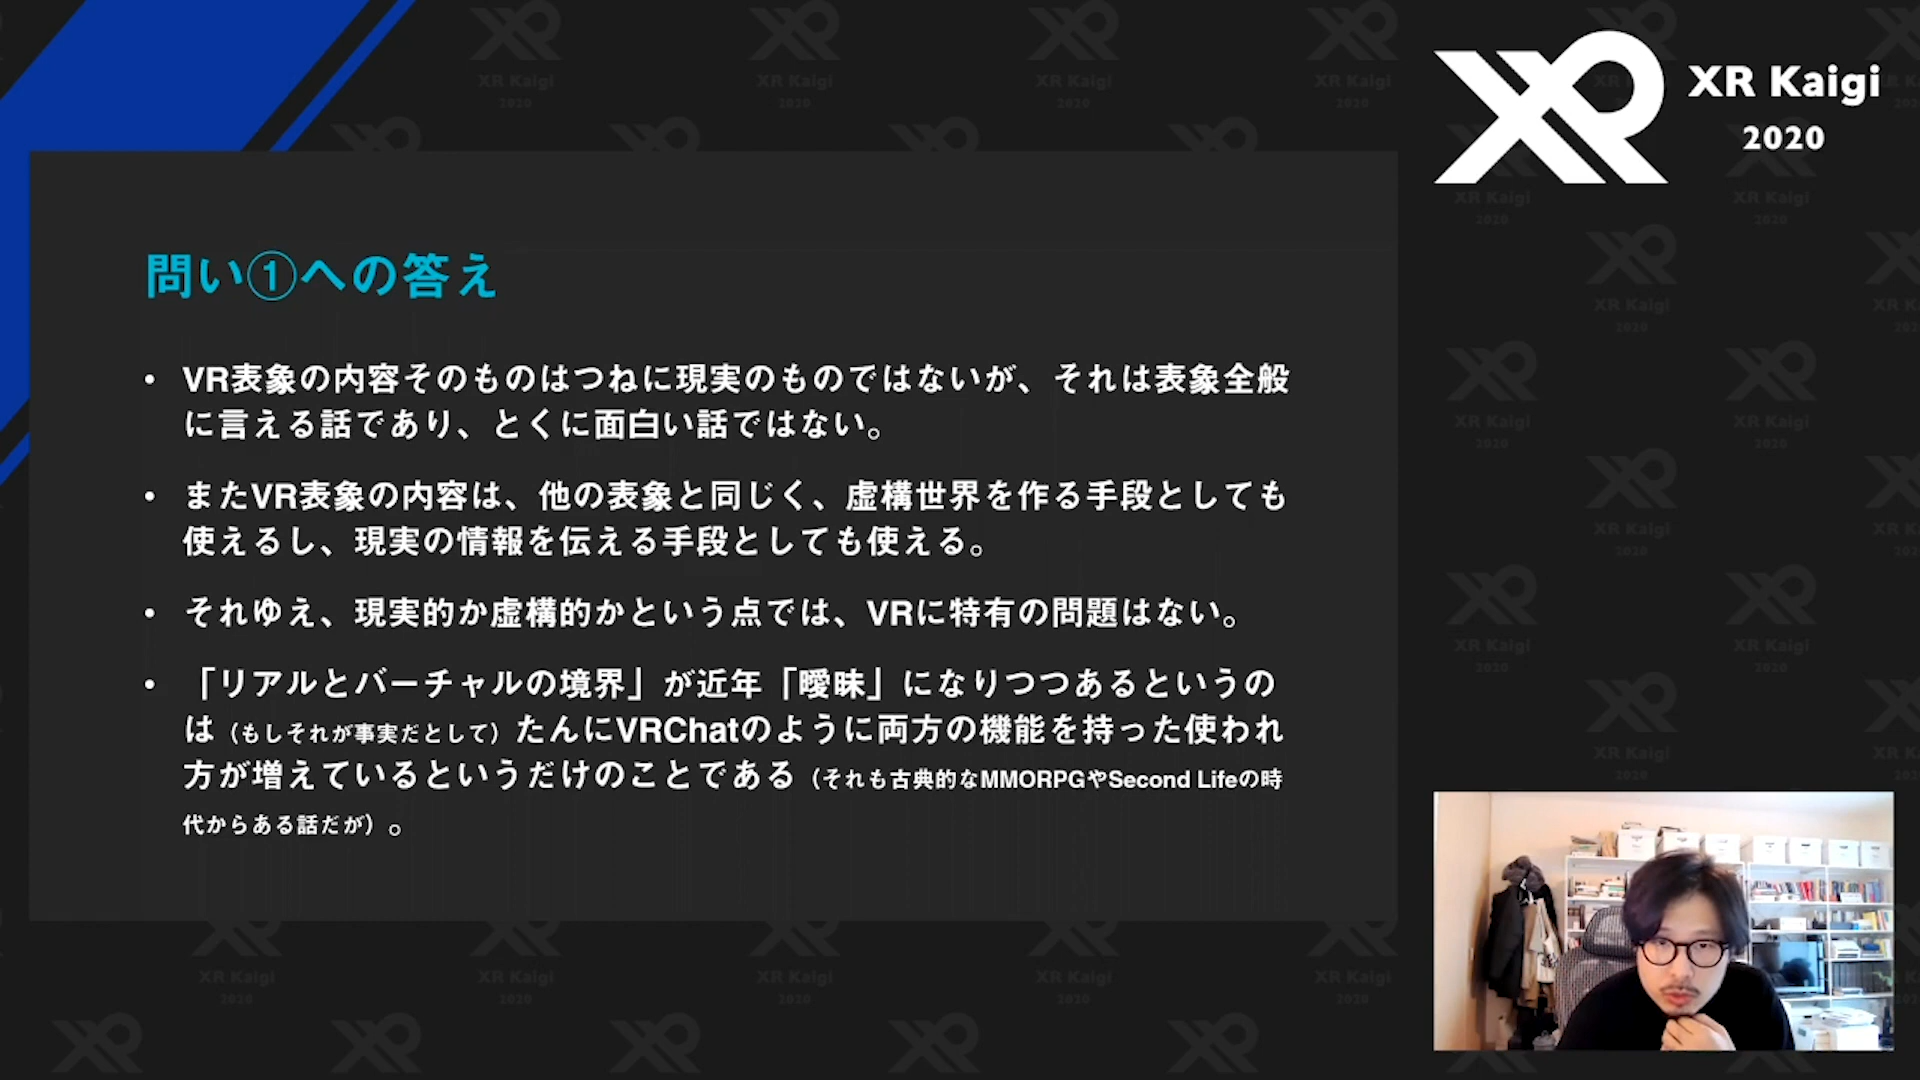 XR Kaigi
2020
問い①への答え
• VR表象の内容そのものはつねに現実のものではないが、それは表象全般
に言える話であり、とくに面白い話ではない。
• またVR表象の内容は、他の表象と同じく、虚構世界を作る手段としても
使えるし、現実の情報を伝える手段としても使える。
• それゆえ、現実的か虚構的かという点では、VRに特有の問題はない。
• 「リアルとバーチャルの境界」が近年「曖昧」になりつつあるというの
は（もしそれが事実だとして）たんにVRChatのように両方の機能を持った使われ
方が増えているというだけのことである（それも古典的なMMORPGやSecond Lifeの時
代からある話だが）。